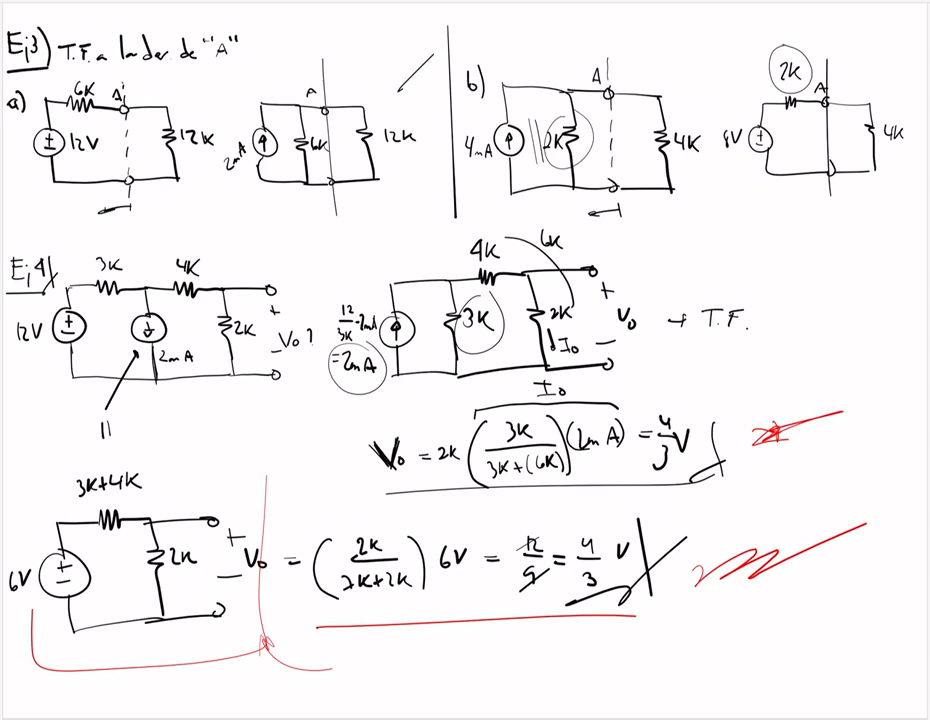 Ej3) T.F. a la der. de "A"
a)
6K
A
12V
12K
A
2mA
6K
12K
b)
A
4mA
2K
4K
2K
A
8V
4K
Ej4)
3K
4K
12V
2mA
2K
+
Vo?
-
12/3K - 2mA
= 2mA
3K
4K
6K
2K
Io
+
Vo
-
→ T.F.
Io
Vo = 2K (3K / 3K+(6K)) (2mA) = 4/3 V
3K+4K
6V
2K
+
Vo = (2K / 7K+2K) 6V = 12/9 = 4/3 V
-